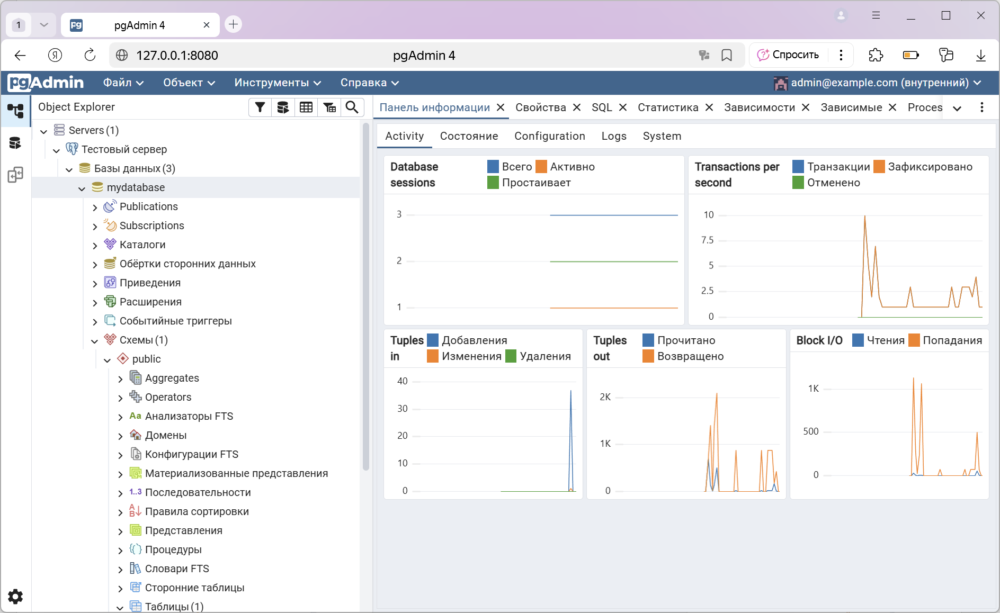 1
pg
pgAdmin 4
Я
127.0.0.1:8080
pgAdmin 4
Спросить
pgAdmin
Файл
Объект
Инструменты
Справка
admin@example.com (внутренний)
Object Explorer
Servers (1)
Тестовый сервер
Базы данных (3)
mydatabase
Publications
Subscriptions
Каталоги
Обёртки сторонних данных
Приведения
Расширения
Событийные триггеры
Схемы (1)
public
Aggregates
Operators
Aa Анализаторы FTS
Домены
Конфигурации FTS
Материализованные представления
1..3 Последовательности
A
B
Правила сортировки
Представления
{} Процедуры
Словари FTS
Сторонние таблицы
Таблицы (1)
Панель информации
Свойства
SQL
Статистика
Зависимости
Зависимые
Proces
Activity
Состояние
Configuration
Logs
System
Database
sessions
Всего
Активно
Простаивает
3
2
1
Transactions per
second
Транзакции
Зафиксировано
Отменено
10
7.5
5
2.5
0
Tuples
in
Добавления
Изменения
Удаления
40
30
20
10
0
Tuples
out
Прочитано
Возвращено
2K
1K
0
Block I/O
Чтения
Попадания
1K
500
0